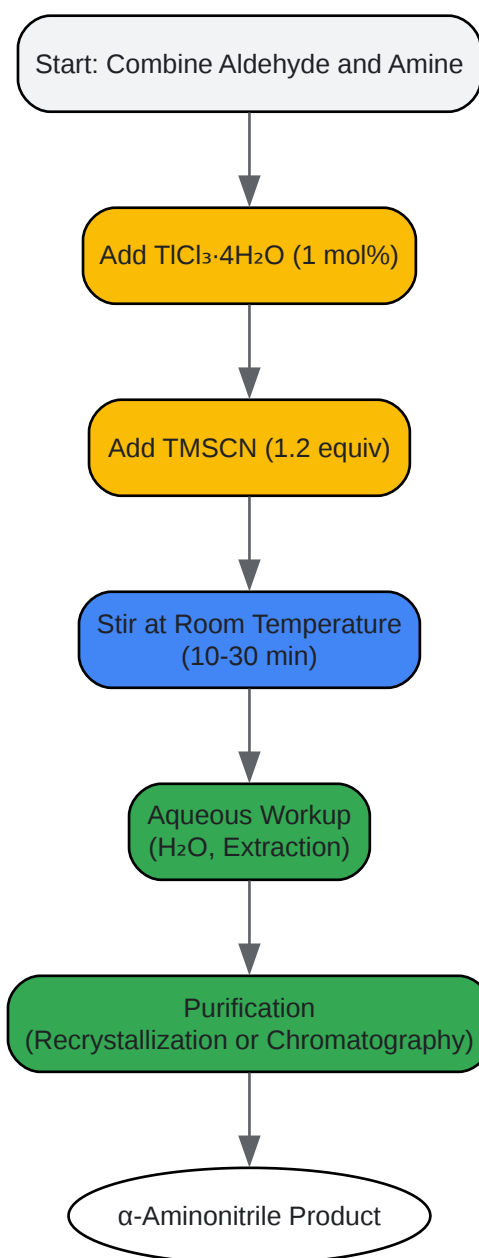 Start: Combine Aldehyde and Amine
Add TlCl₃·4H₂O (1 mol%)
Add TMSCN (1.2 equiv)
Stir at Room Temperature
(10-30 min)
Aqueous Workup
(H₂O, Extraction)
Purification
(Recrystallization or Chromatography)
α-Aminonitrile Product